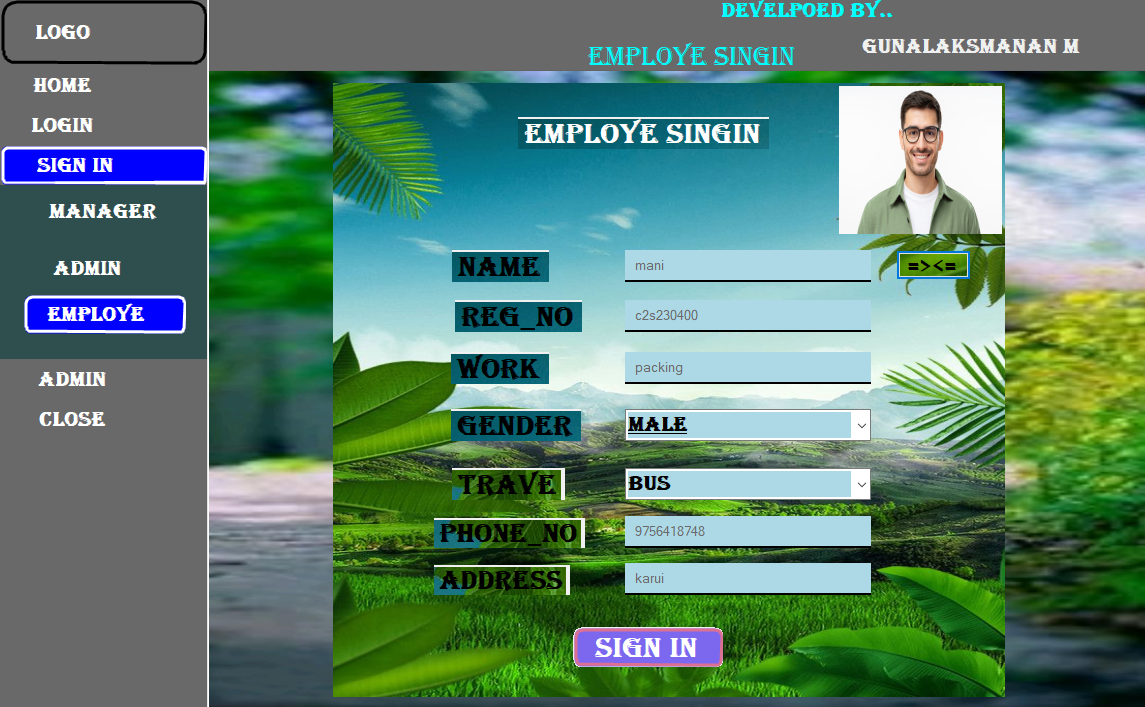 LOGO
HOME
LOGIN
SIGN IN
MANAGER
ADMIN
EMPLOYE
ADMIN
CLOSE
DEVELPOED BY..
GUNALAKSMANAN M
EMPLOYE SINGIN
EMPLOYE SINGIN
NAME mani =><=
REG_NO c2s230400
WORK packing
GENDER MALE
TRAVE BUS
PHONE_NO 9756418748
ADDRESS karui
SIGN IN